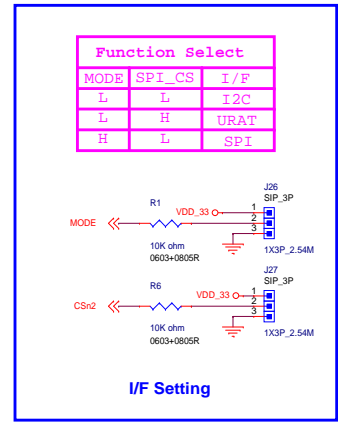 Function Select
MODE SPI_CS I/F
L L I2C
L H URAT
H L SPI
J26
SIP_3P
R1
VDD_33
1
2
3
MODE
10K ohm
0603+0805R
1X3P_2.54M
J27
SIP_3P
R6
VDD_33
1
2
3
CSn2
10K ohm
0603+0805R
1X3P_2.54M
I/F Setting